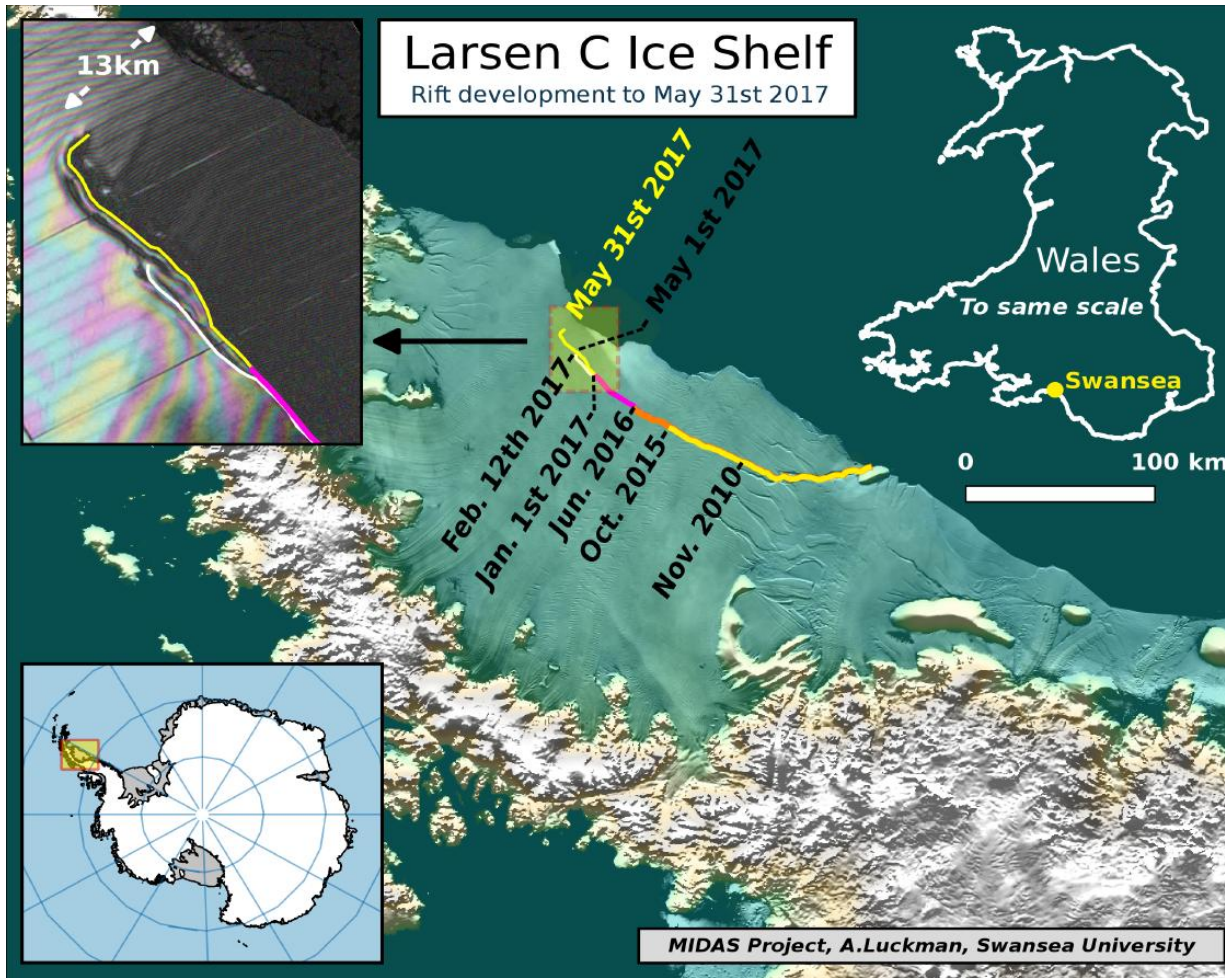 13km
Larsen C Ice Shelf
Rift development to May 31st 2017
May 31st 2017
May 1st 2017
Feb. 12th 2017
Jan. 1st 2017
Jun. 2016
Oct. 2015
Nov. 2010
Wales
To same scale
Swansea
0
100 km
MIDAS Project, A.Luckman, Swansea University